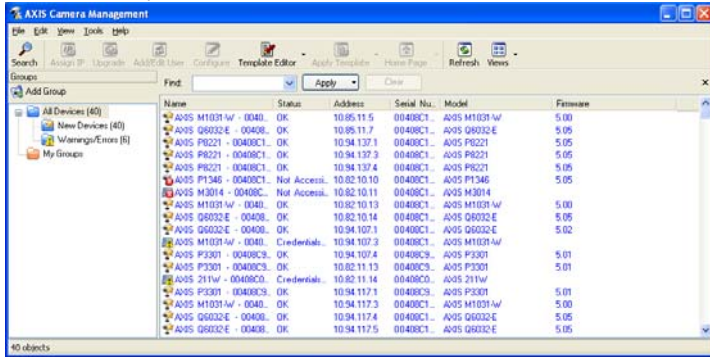 AXIS Camera Management
File Edit View Tools Help
Search Assign IP Upgrade Add/Edit User Configure Template Editor Apply Template Home Page Refresh Views
Groups
Find: Apply Clear
Add Group
Name Status Address Serial Nu... Model Firmware
All Devices (40)
New Devices (40)
Warnings/Errors (6)
My Groups
AXIS M1031-W - 0040... OK 10.85.11.5 00408C1... AXIS M1031-W 5.00
AXIS Q6032-E - 00408... OK 10.85.11.7 00408C1... AXIS Q6032-E 5.05
AXIS P8221 - 00408C1... OK 10.94.137.1 00408C1... AXIS P8221 5.05
AXIS P8221 - 00408C1... OK 10.94.137.3 00408C1... AXIS P8221 5.05
AXIS P8221 - 00408C1... OK 10.94.137.4 00408C1... AXIS P8221 5.05
AXIS P1346 - 00408C1... Not Accessi... 10.82.10.10 00408C1... AXIS P1346 5.05
AXIS M3014 - 00408C... Not Accessi... 10.82.10.11 00408C1... AXIS M3014
AXIS M1031-W - 0040... OK 10.82.10.13 00408C1... AXIS M1031-W 5.00
AXIS Q6032-E - 00408... OK 10.82.10.14 00408C1... AXIS Q6032-E 5.05
AXIS Q6032-E - 00408... OK 10.94.107.1 00408C1... AXIS Q6032-E 5.02
AXIS M1031-W - 0040... Credentials... 10.94.107.3 00408C1... AXIS M1031-W
AXIS P3301 - 00408C9... OK 10.94.107.4 00408C9... AXIS P3301 5.01
AXIS P3301 - 00408C9... OK 10.82.11.13 00408C9... AXIS P3301 5.01
AXIS 211W - 00408C0... Credentials... 10.82.11.14 00408C0... AXIS 211W
AXIS P3301 - 00408C9... OK 10.94.117.1 00408C9... AXIS P3301 5.01
AXIS M1031-W - 0040... OK 10.94.117.3 00408C1... AXIS M1031-W 5.00
AXIS Q6032-E - 00408... OK 10.94.117.4 00408C1... AXIS Q6032-E 5.05
AXIS Q6032-E - 00408... OK 10.94.117.5 00408C1... AXIS Q6032-E 5.05
40 objects